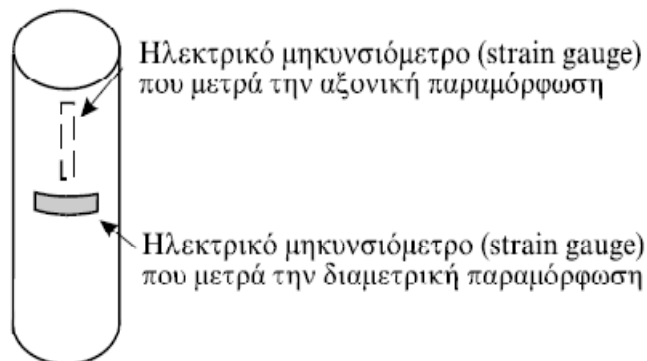 Ηλεκτρικό μηκυνσιόμετρο (strain gauge)
που μετρά την αξονική παραμόρφωση
Ηλεκτρικό μηκυνσιόμετρο (strain gauge)
που μετρά την διαμετρική παραμόρφωση